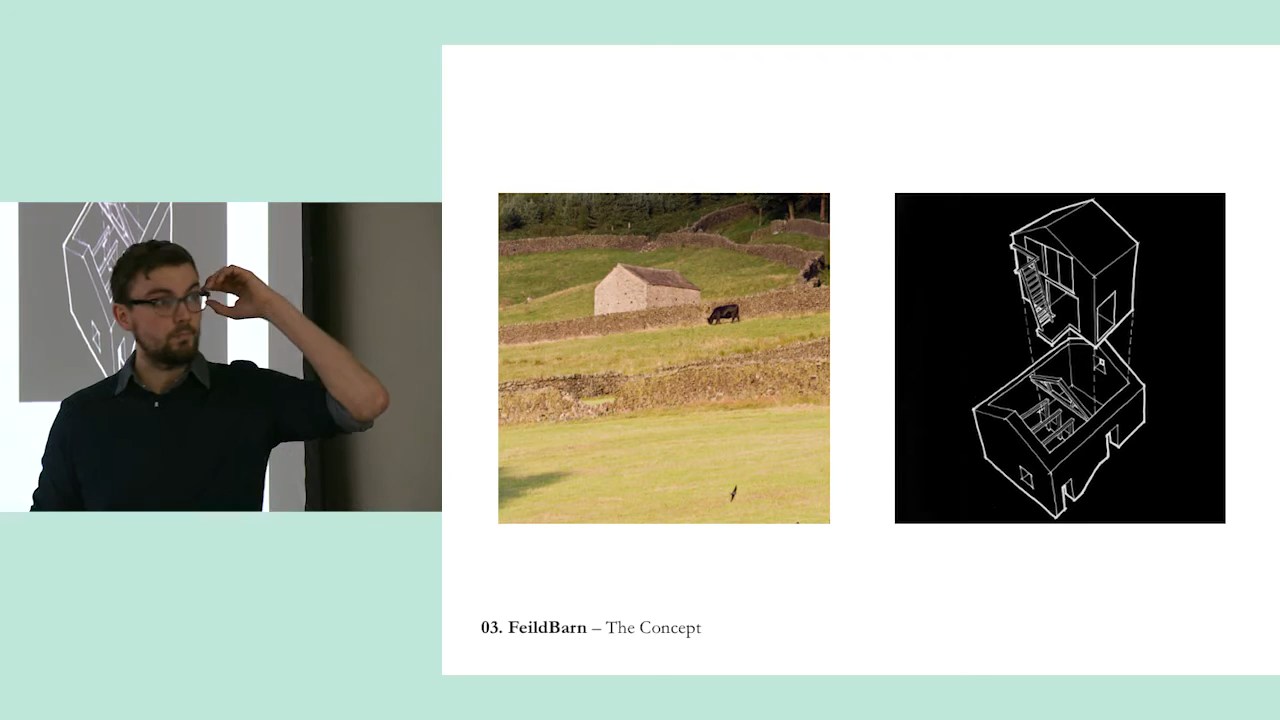 03. FeildBarn – The Concept